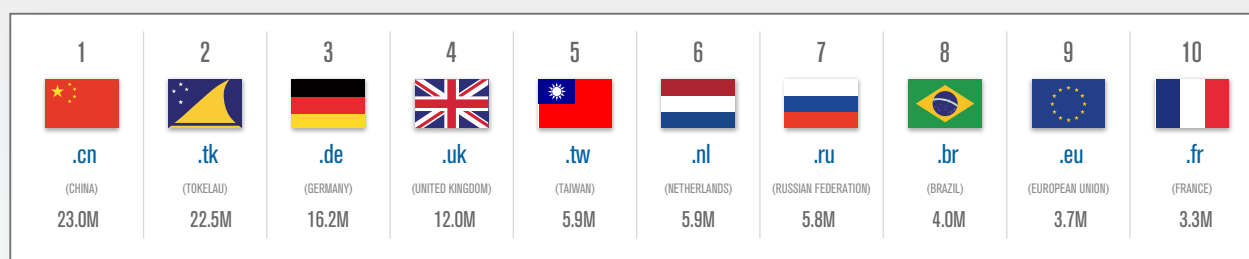 1 2 3 4 5 6 7 8 9 10
.cn .tk .de .uk .tw .nl .ru .br .eu .fr
(CHINA) (TOKELAU) (GERMANY) (UNITED KINGDOM) (TAIWAN) (NETHERLANDS) (RUSSIAN FEDERATION) (BRAZIL) (EUROPEAN UNION) (FRANCE)
23.0M 22.5M 16.2M 12.0M 5.9M 5.9M 5.8M 4.0M 3.7M 3.3M